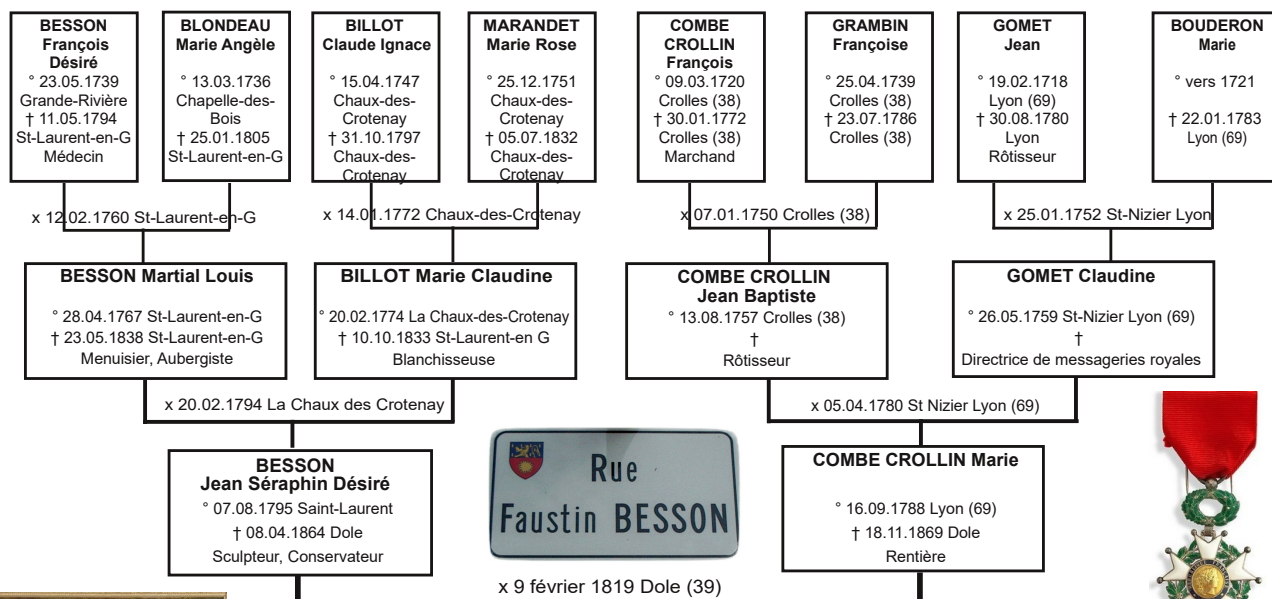 BESSON
François
Désiré
° 23.05.1739
Grande-Rivière
† 11.05.1794
St-Laurent-en-G
Médecin
BLONDEAU
Marie Angèle
° 13.03.1736
Chapelle-des-
Bois
† 25.01.1805
St-Laurent-en-G
BILLOT
Claude Ignace
° 15.04.1747
Chaux-des-
Crotenay
† 31.10.1797
Chaux-des-
Crotenay
MARANDET
Marie Rose
° 25.12.1751
Chaux-des-
Crotenay
† 05.07.1832
Chaux-des-
Crotenay
COMBE
CROLLIN
François
° 09.03.1720
Crolles (38)
† 30.01.1772
Crolles (38)
Marchand
GRAMBIN
Françoise
° 25.04.1739
Crolles (38)
† 23.07.1786
Crolles (38)
GOMET
Jean
° 19.02.1718
Lyon (69)
† 30.08.1780
Lyon
Rôtisseur
BOUDERON
Marie
° vers 1721
† 22.01.1783
Lyon (69)
x 12.02.1760 St-Laurent-en-G
x 14.01.1772 Chaux-des-Crotenay
x 07.01.1750 Crolles (38)
x 25.01.1752 St-Nizier Lyon
BESSON Martial Louis
° 28.04.1767 St-Laurent-en-G
† 23.05.1838 St-Laurent-en-G
Menuisier, Aubergiste
BILLOT Marie Claudine
° 20.02.1774 La Chaux-des-Crotenay
† 10.10.1833 St-Laurent-en G
Blanchisseuse
COMBE CROLLIN
Jean Baptiste
° 13.08.1757 Crolles (38)
†
Rôtisseur
GOMET Claudine
° 26.05.1759 St-Nizier Lyon (69)
†
Directrice de messageries royales
x 20.02.1794 La Chaux des Crotenay
x 05.04.1780 St Nizier Lyon (69)
BESSON
Jean Séraphin Désiré
° 07.08.1795 Saint-Laurent
† 08.04.1864 Dole
Sculpteur, Conservateur
Rue
Faustin BESSON
COMBE CROLLIN Marie
° 16.09.1788 Lyon (69)
† 18.11.1869 Dole
Rentière
x 9 février 1819 Dole (39)